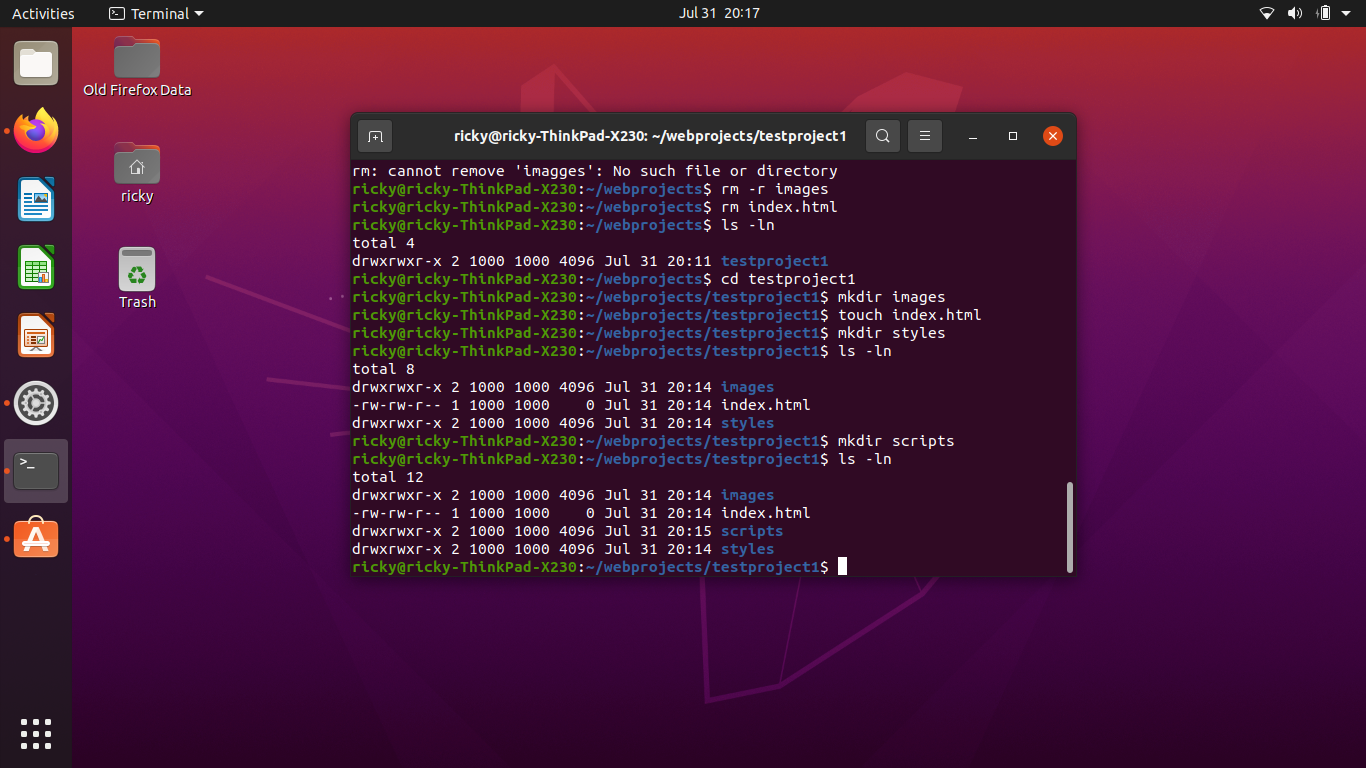 Activities
Terminal
Jul 31 20:17
Old Firefox Data
ricky
Trash
ricky@ricky-ThinkPad-X230: ~/webprojects/testproject1
rm: cannot remove 'imagges': No such file or directory
ricky@ricky-ThinkPad-X230:~/webprojects$ rm -r images
ricky@ricky-ThinkPad-X230:~/webprojects$ rm index.html
ricky@ricky-ThinkPad-X230:~/webprojects$ ls -ln
total 4
drwxrwxr-x 2 1000 1000 4096 Jul 31 20:11 testproject1
ricky@ricky-ThinkPad-X230:~/webprojects$ cd testproject1
ricky@ricky-ThinkPad-X230:~/webprojects/testproject1$ mkdir images
ricky@ricky-ThinkPad-X230:~/webprojects/testproject1$ touch index.html
ricky@ricky-ThinkPad-X230:~/webprojects/testproject1$ mkdir styles
ricky@ricky-ThinkPad-X230:~/webprojects/testproject1$ ls -ln
total 8
drwxrwxr-x 2 1000 1000 4096 Jul 31 20:14 images
-rw-rw-r-- 1 1000 1000    0 Jul 31 20:14 index.html
drwxrwxr-x 2 1000 1000 4096 Jul 31 20:14 styles
ricky@ricky-ThinkPad-X230:~/webprojects/testproject1$ mkdir scripts
ricky@ricky-ThinkPad-X230:~/webprojects/testproject1$ ls -ln
total 12
drwxrwxr-x 2 1000 1000 4096 Jul 31 20:14 images
-rw-rw-r-- 1 1000 1000    0 Jul 31 20:14 index.html
drwxrwxr-x 2 1000 1000 4096 Jul 31 20:15 scripts
drwxrwxr-x 2 1000 1000 4096 Jul 31 20:14 styles
ricky@ricky-ThinkPad-X230:~/webprojects/testproject1$